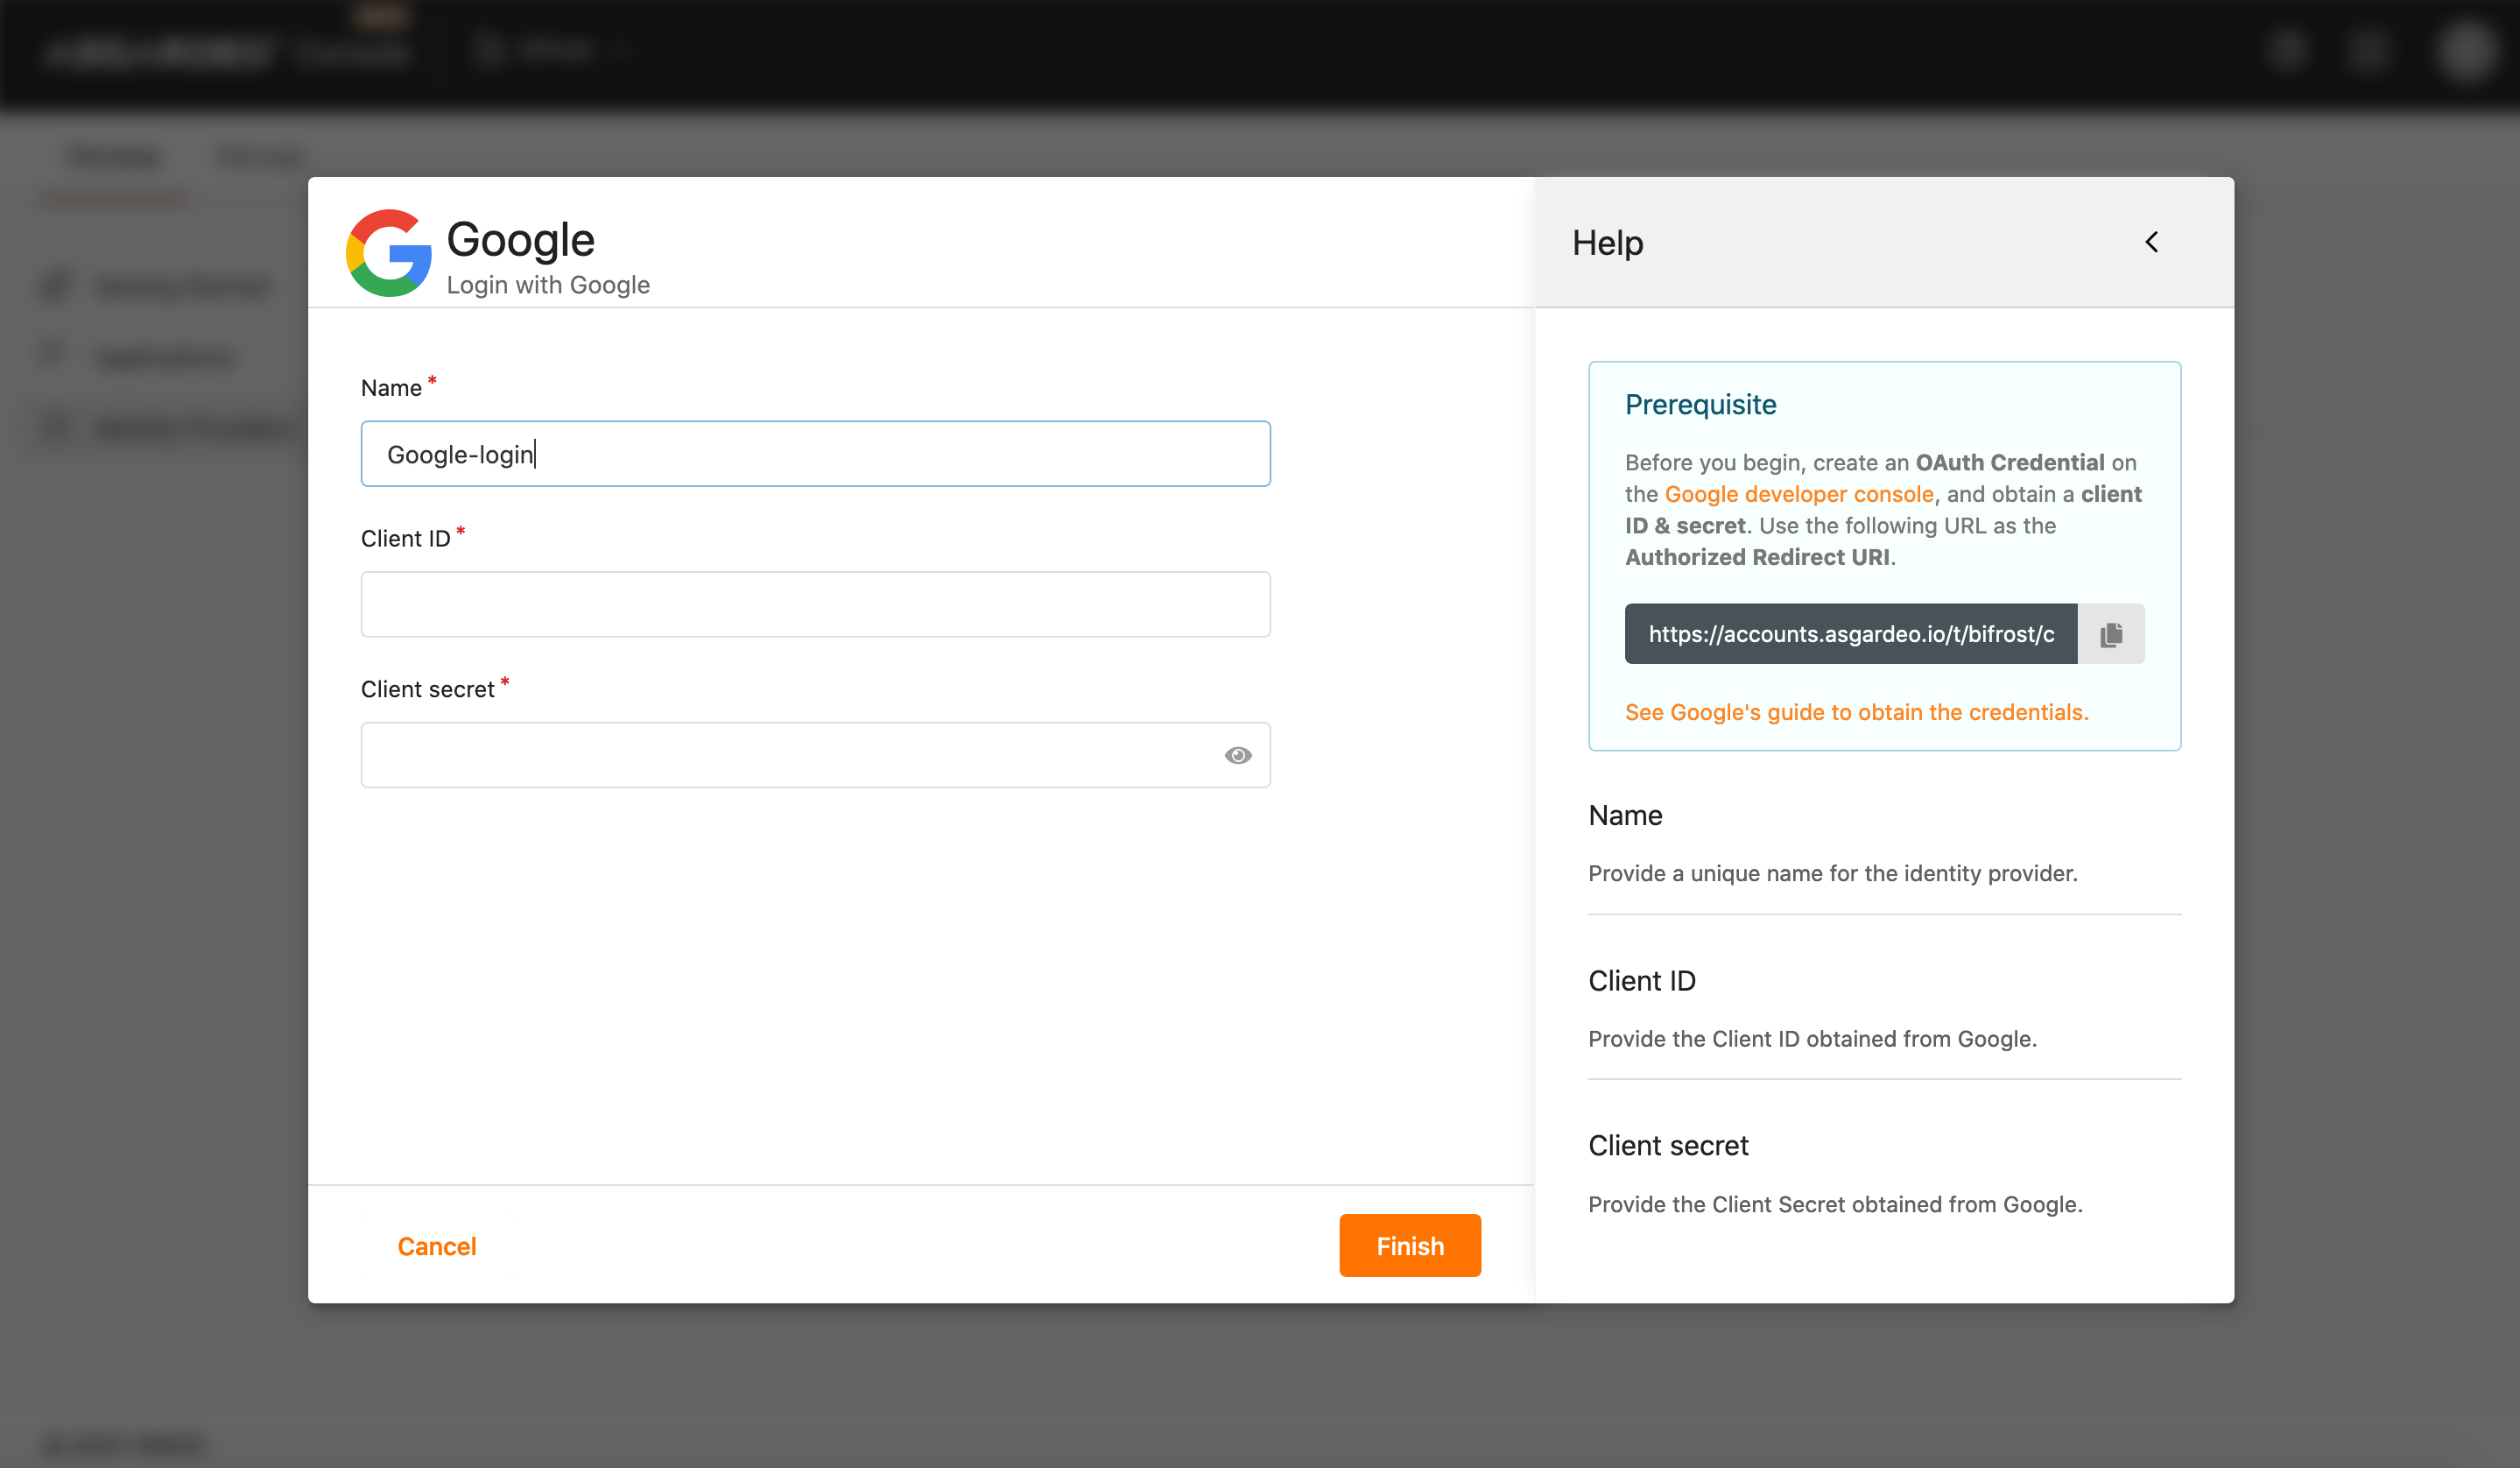 Google
Login with Google
Name *
Google-login
Client ID *
Client secret *
Cancel
Finish
Help
Prerequisite
Before you begin, create an OAuth Credential on
the Google developer console, and obtain a client
ID & secret. Use the following URL as the
Authorized Redirect URI.
https://accounts.asgardeo.io/t/bifrost/c
See Google's guide to obtain the credentials.
Name
Provide a unique name for the identity provider.
Client ID
Provide the Client ID obtained from Google.
Client secret
Provide the Client Secret obtained from Google.